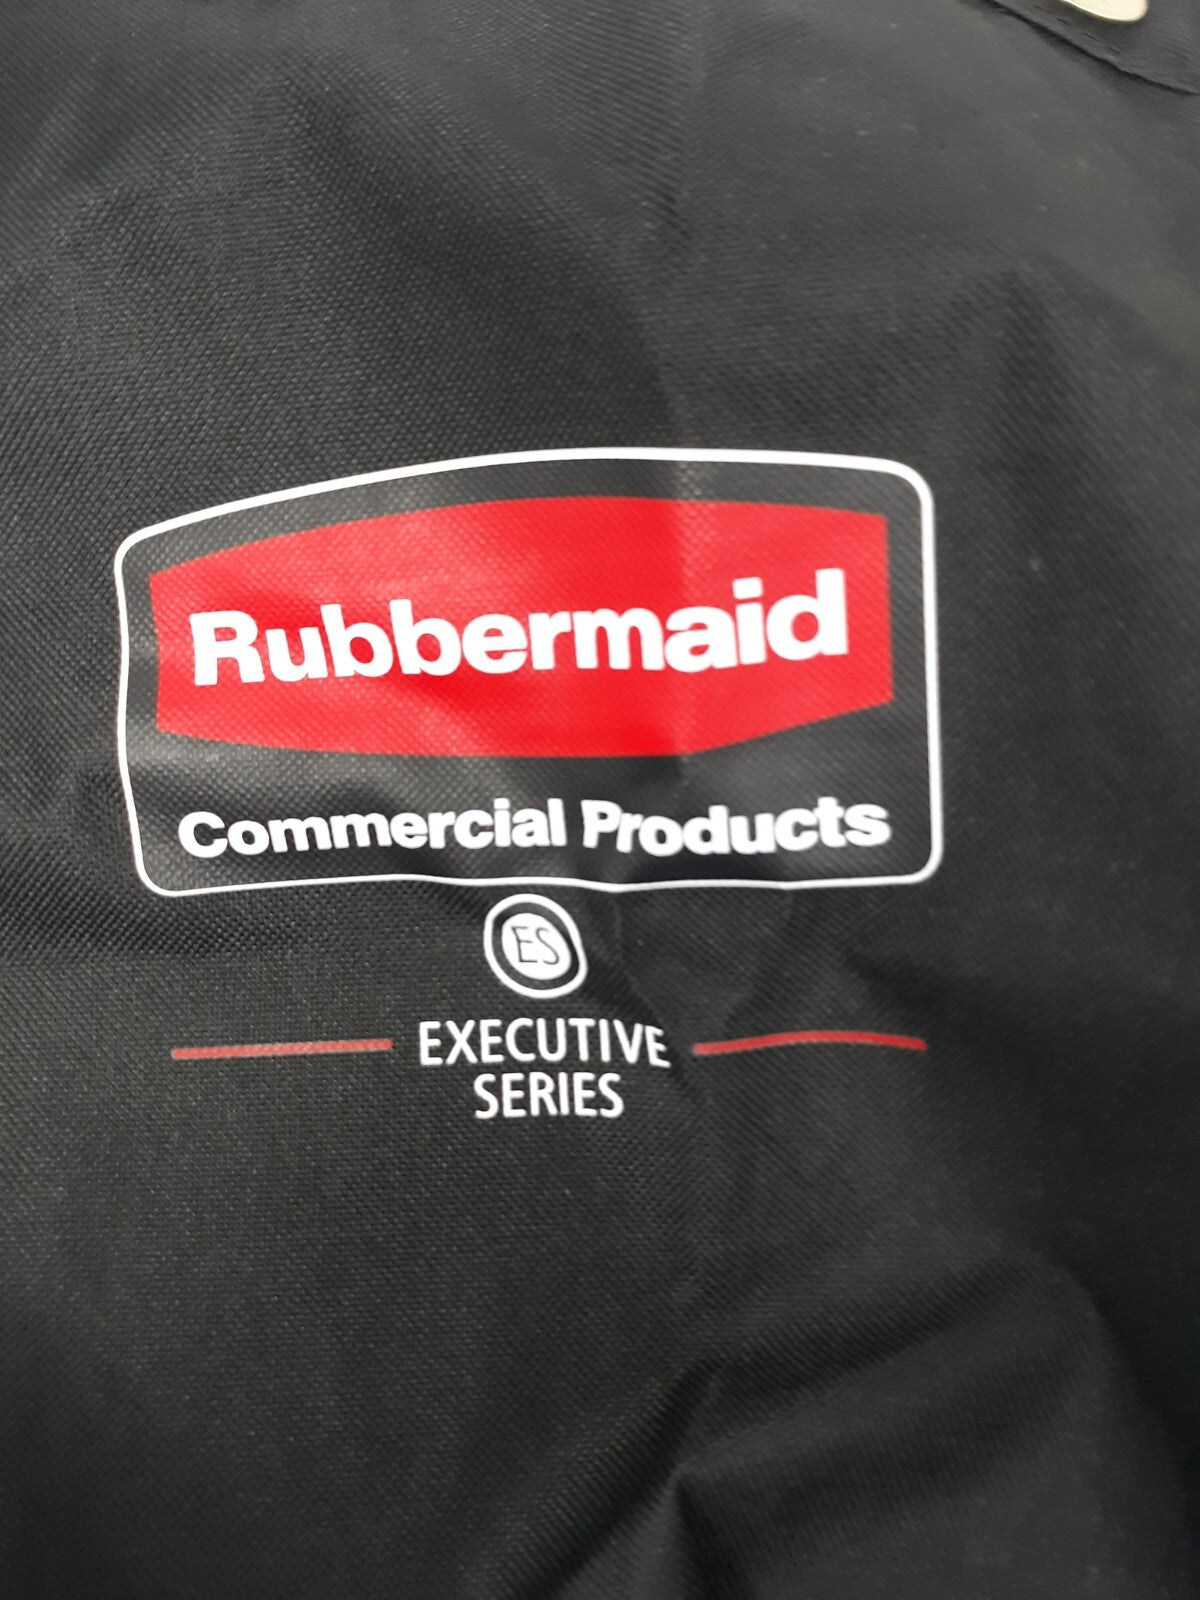 Rubbermaid
Commercial Products
ES
EXECUTIVE
SERIES